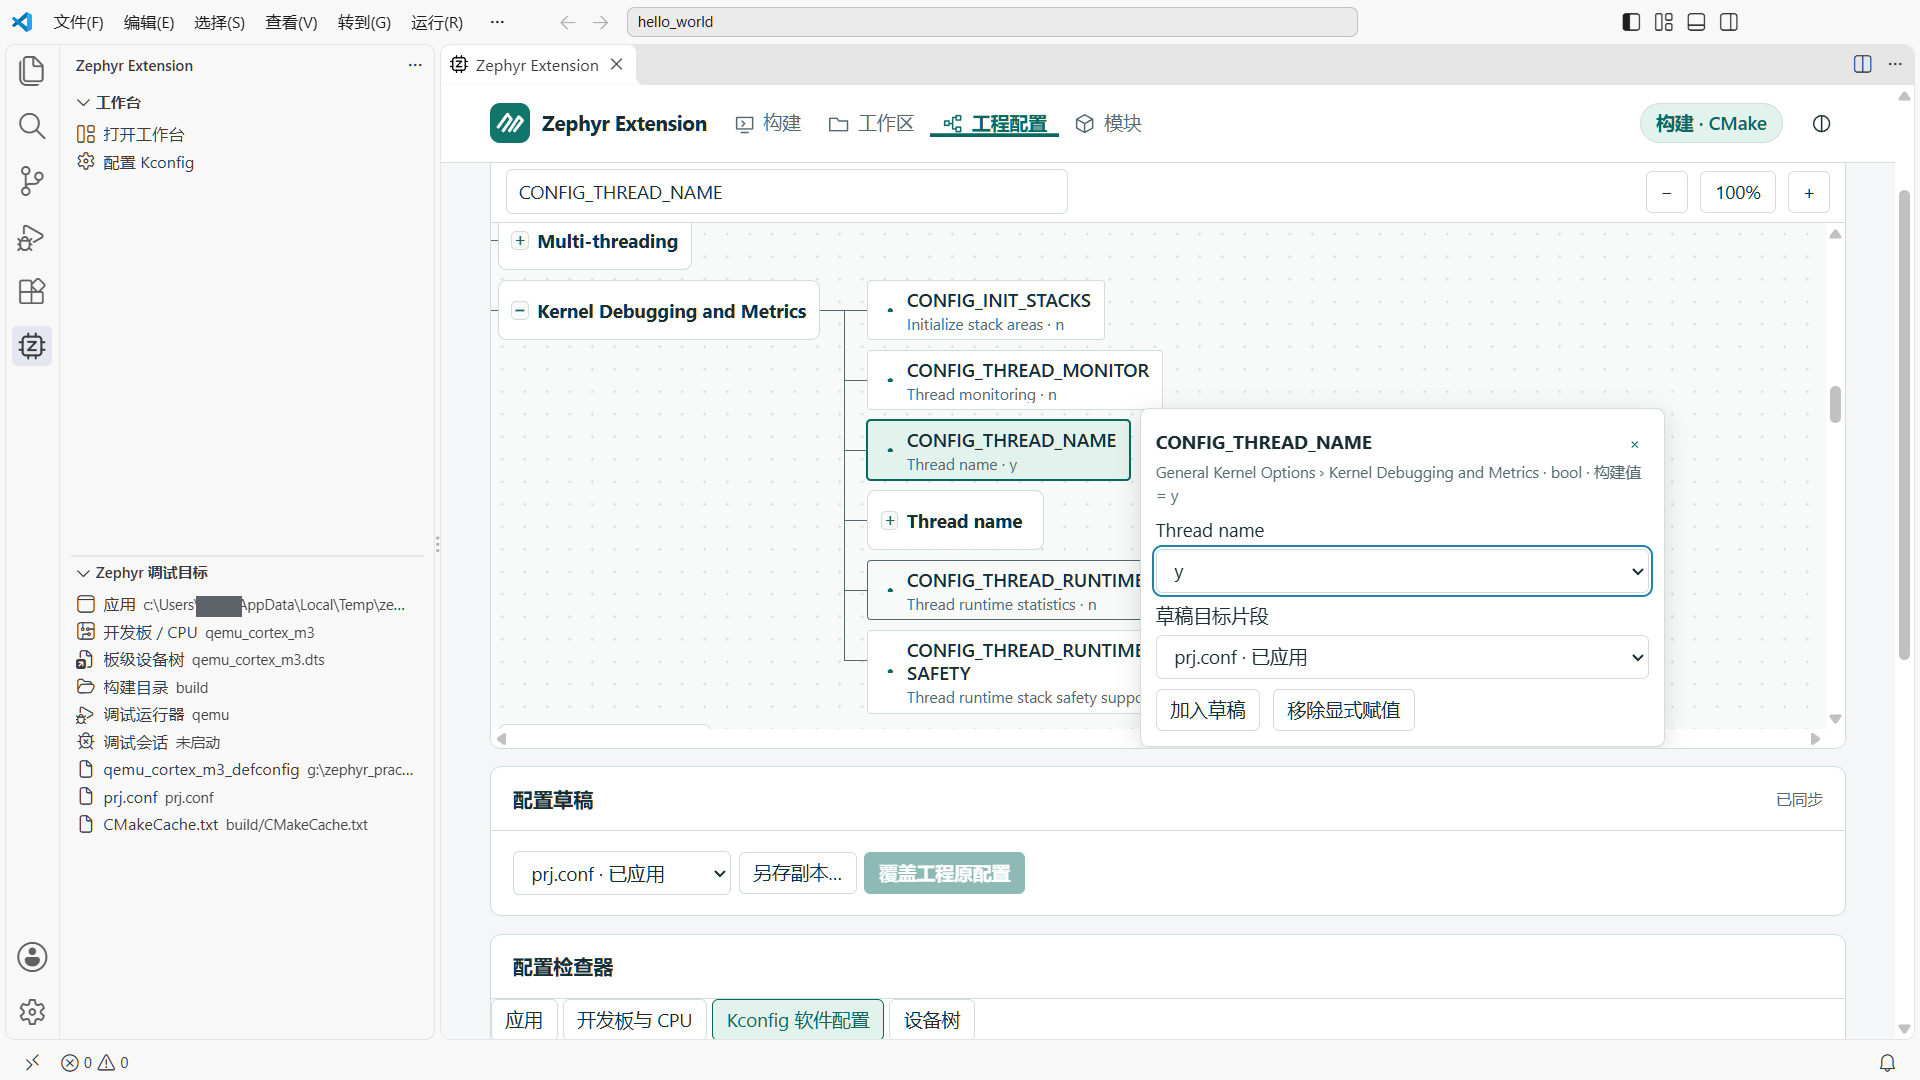 文件(F) 编辑(E) 选择(S) 查看(V) 转到(G) 运行(R) ···
hello_world
Zephyr Extension
工作台
打开工作台
配置 Kconfig
Zephyr 调试目标
应用 c:\Users\ AppData\Local\Temp\ze...
开发板 / CPU qemu_cortex_m3
板级设备树 qemu_cortex_m3.dts
构建目录 build
调试运行器 qemu
调试会话 未启动
qemu_cortex_m3_defconfig g:\zephyr_prac...
prj.conf prj.conf
CMakeCache.txt build/CMakeCache.txt
Zephyr Extension
Zephyr Extension 构建 工作区 工程配置 模块 构建 · CMake
CONFIG_THREAD_NAME
− 100% +
+ Multi-threading
− Kernel Debugging and Metrics
CONFIG_INIT_STACKS
Initialize stack areas · n
CONFIG_THREAD_MONITOR
Thread monitoring · n
CONFIG_THREAD_NAME
Thread name · y
+ Thread name
CONFIG_THREAD_RUNTIME
Thread runtime statistics · n
CONFIG_THREAD_RUNTIME
SAFETY
Thread runtime stack safety suppo
CONFIG_THREAD_NAME ×
General Kernel Options › Kernel Debugging and Metrics · bool · 构建值
= y
Thread name
y
草稿目标片段
prj.conf · 已应用
加入草稿 移除显式赋值
配置草稿 已同步
prj.conf · 已应用 另存副本... 覆盖工程原配置
配置检查器
应用 开发板与 CPU Kconfig 软件配置 设备树
0 0